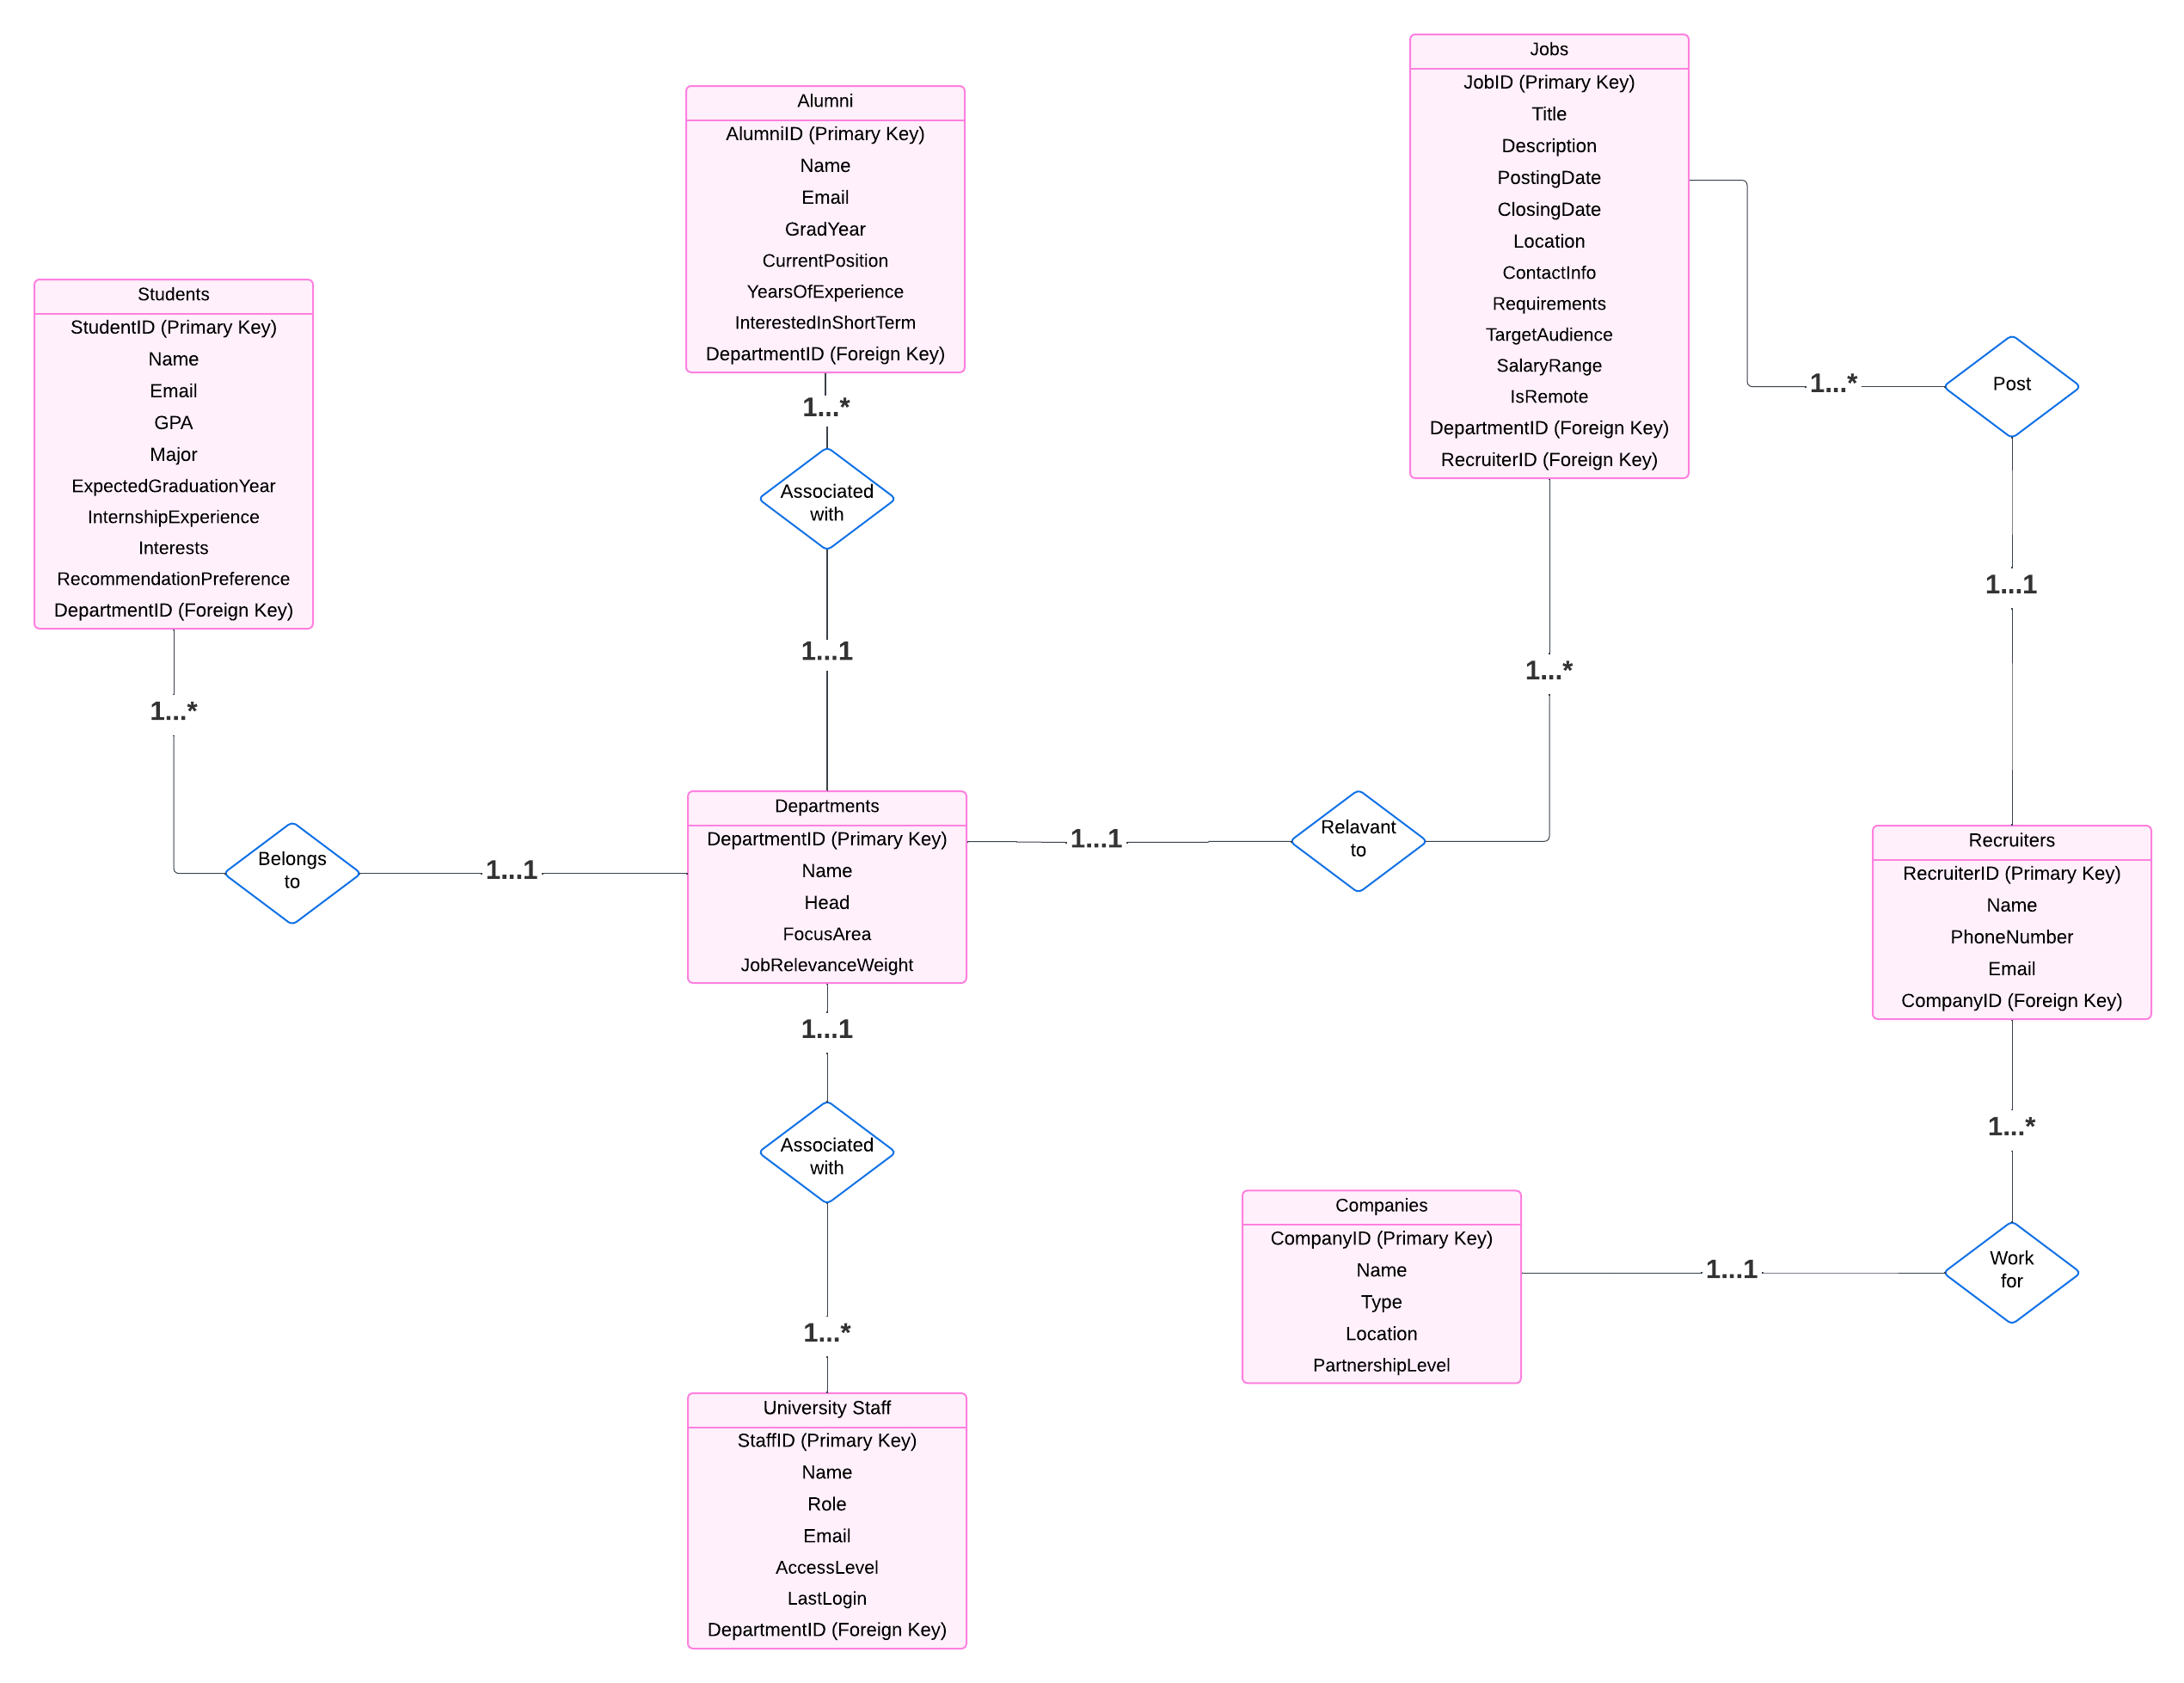 Jobs
JobID (Primary Key)
Title
Description
PostingDate
ClosingDate
Location
ContactInfo
Requirements
TargetAudience
SalaryRange
IsRemote
DepartmentID (Foreign Key)
RecruiterID (Foreign Key)
Alumni
AlumniID (Primary Key)
Name
Email
GradYear
CurrentPosition
YearsOfExperience
InterestedInShortTerm
DepartmentID (Foreign Key)
Students
StudentID (Primary Key)
Name
Email
GPA
Major
ExpectedGraduationYear
InternshipExperience
Interests
RecommendationPreference
DepartmentID (Foreign Key)
1...*
Post
1...*
Associated
with
1...1
1...1
1...*
1...*
Departments
DepartmentID (Primary Key)
Name
Head
FocusArea
JobRelevanceWeight
Belongs
to
1...1
1...1
Relavant
to
Recruiters
RecruiterID (Primary Key)
Name
PhoneNumber
Email
CompanyID (Foreign Key)
1...1
Associated
with
1...*
1...*
Companies
CompanyID (Primary Key)
Name
Type
Location
PartnershipLevel
1...1
Work
for
University Staff
StaffID (Primary Key)
Name
Role
Email
AccessLevel
LastLogin
DepartmentID (Foreign Key)